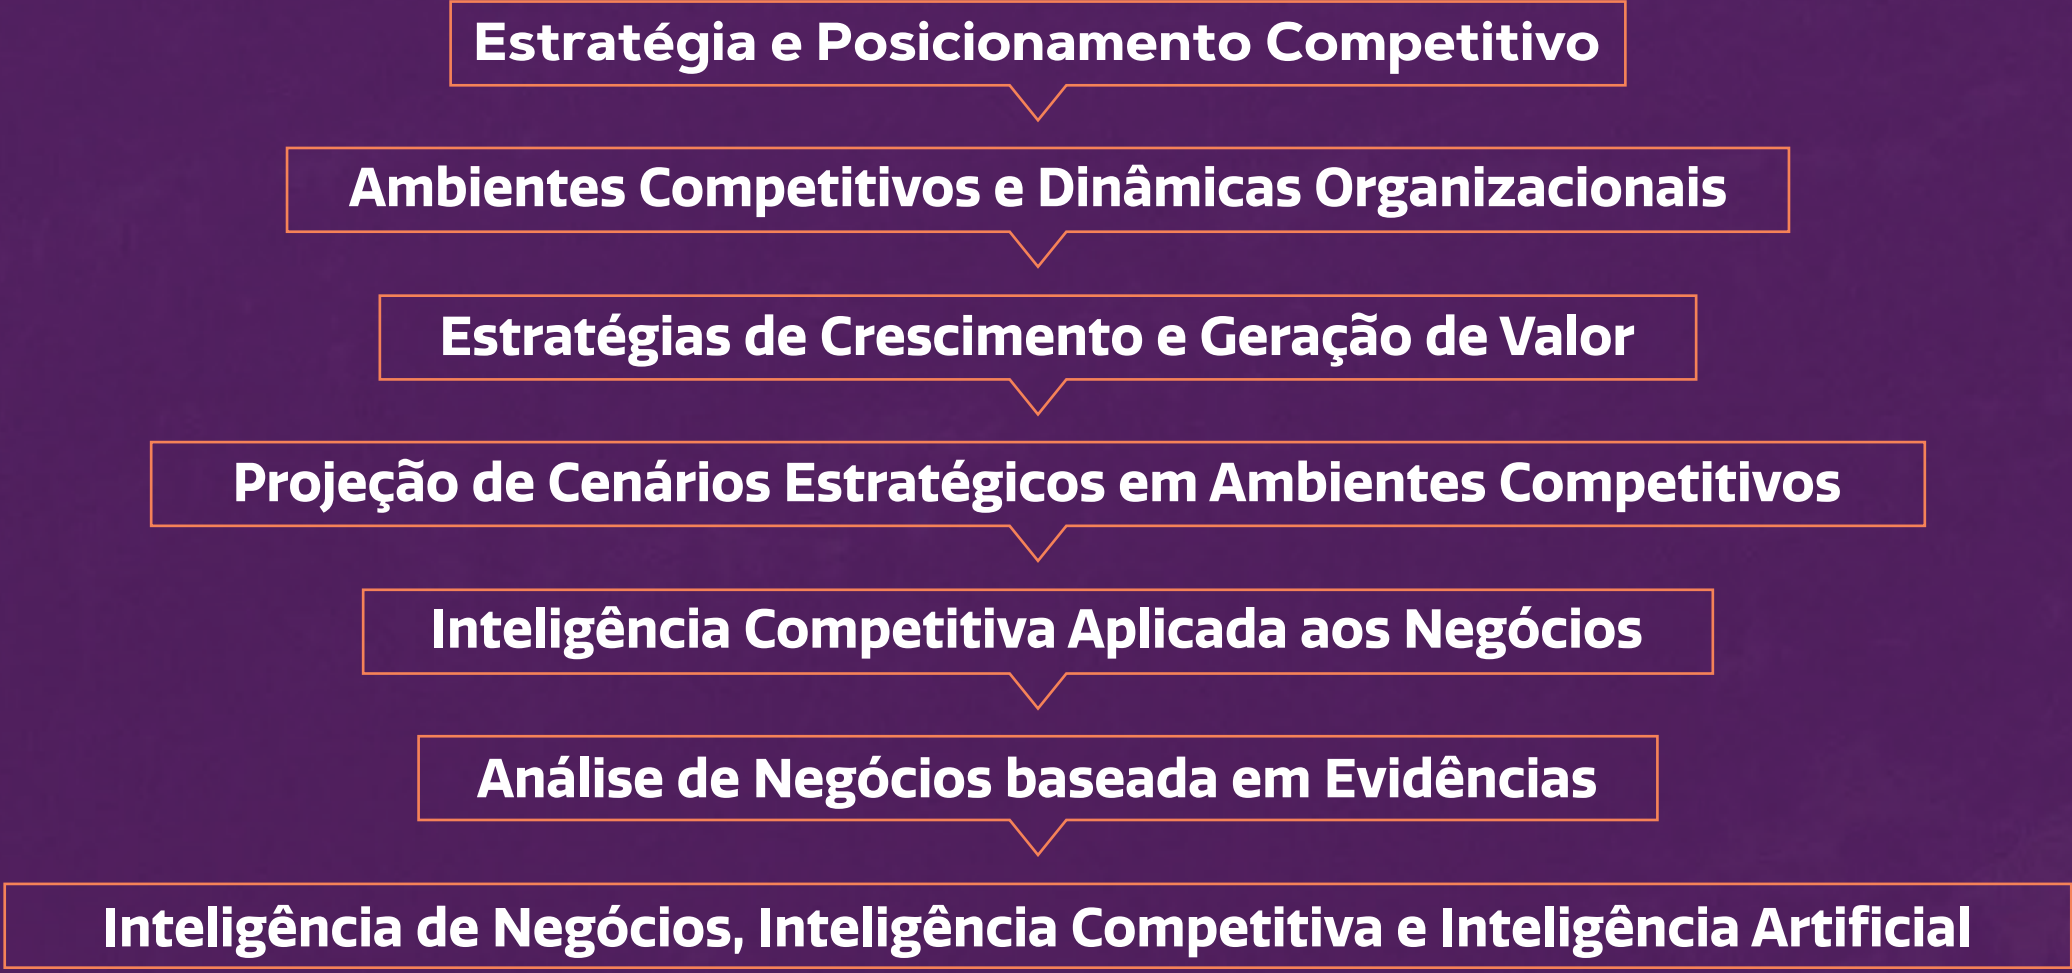 Estratégia e Posicionamento Competitivo
Ambientes Competitivos e Dinâmicas Organizacionais
Estratégias de Crescimento e Geração de Valor
Projeção de Cenários Estratégicos em Ambientes Competitivos
Inteligência Competitiva Aplicada aos Negócios
Análise de Negócios baseada em Evidências
Inteligência de Negócios, Inteligência Competitiva e Inteligência Artificial